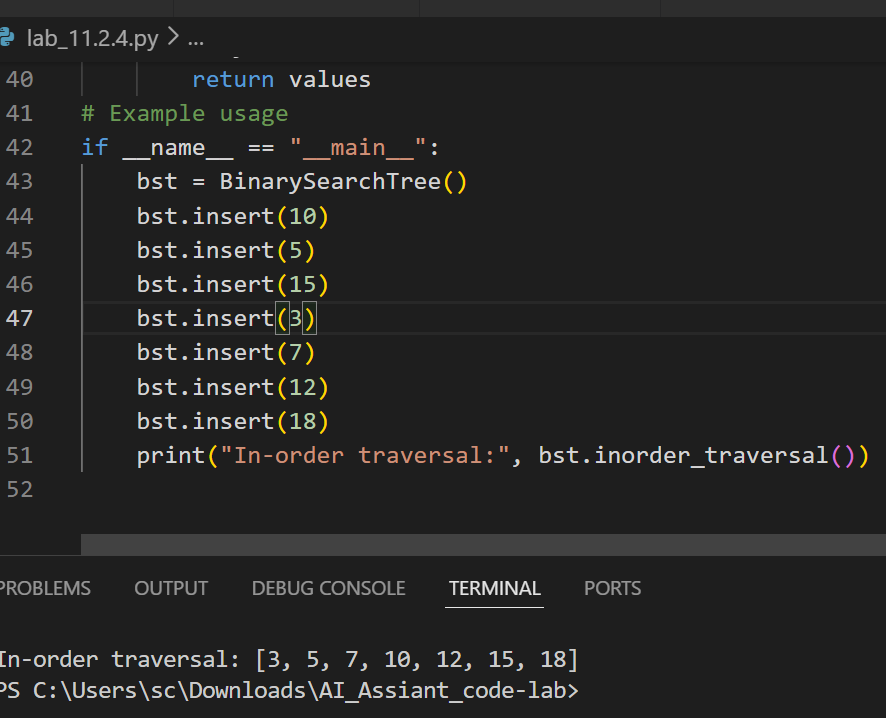 lab_11.2.4.py > ...
40 return values
41 # Example usage
42 if __name__ == "__main__":
43 bst = BinarySearchTree()
44 bst.insert(10)
45 bst.insert(5)
46 bst.insert(15)
47 bst.insert(3)
48 bst.insert(7)
49 bst.insert(12)
50 bst.insert(18)
51 print("In-order traversal:", bst.inorder_traversal())
52
PROBLEMS OUTPUT DEBUG CONSOLE TERMINAL PORTS
In-order traversal: [3, 5, 7, 10, 12, 15, 18]
PS C:\Users\sc\Downloads\AI_Assiant_code-lab>